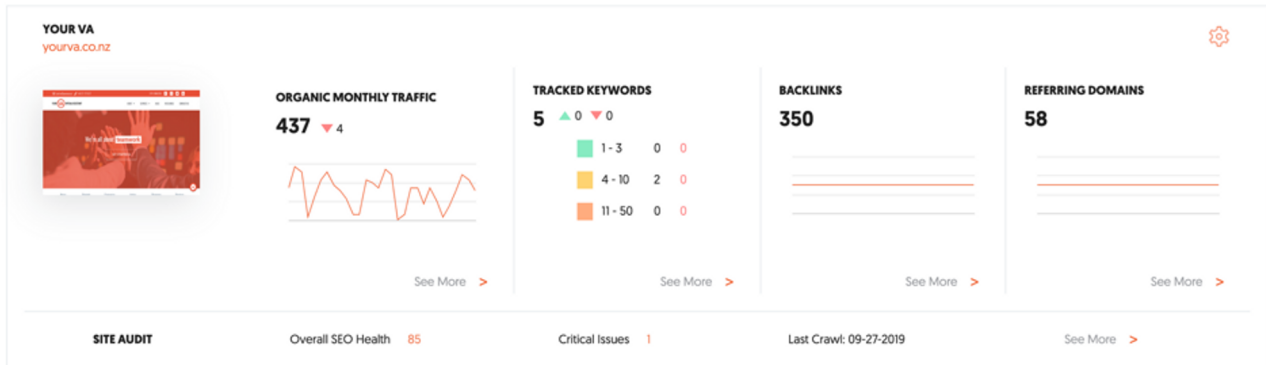 YOUR VA
yourva.co.nz
ORGANIC MONTHLY TRAFFIC
437 4
TRACKED KEYWORDS
5 0 0
1 - 3 0 0
4 - 10 2 0
11 - 50 0 0
BACKLINKS
350
REFERRING DOMAINS
58
See More >
See More >
See More >
See More >
SITE AUDIT Overall SEO Health 85 Critical Issues 1 Last Crawl: 09-27-2019 See More >